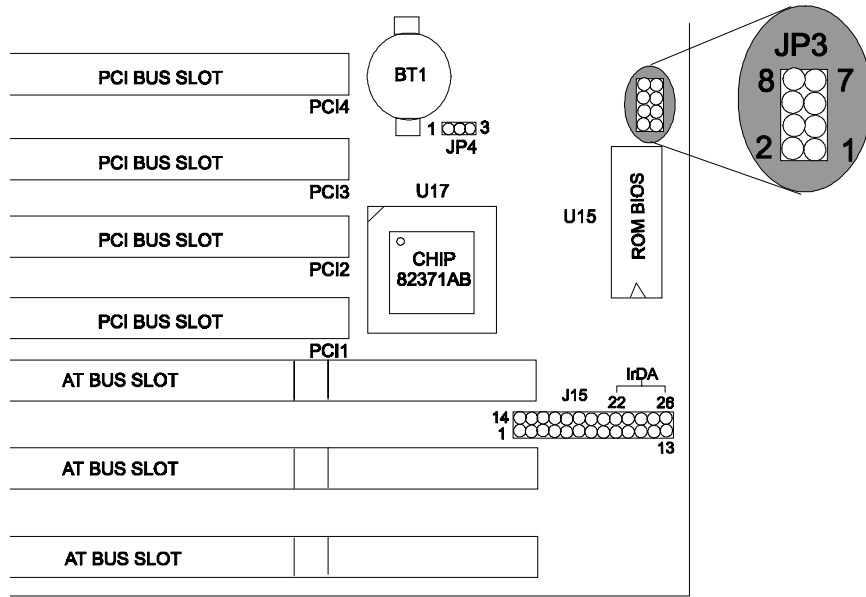 JP3
8 7
2 1
BT1
PCI BUS SLOT
PCI4
1 3
JP4
PCI BUS SLOT
PCI3
U17
U15
ROM BIOS
PCI BUS SLOT
PCI2
CHIP
82371AB
PCI BUS SLOT
PCI1
AT BUS SLOT
IrDA
J15
22 26
14
1
13
AT BUS SLOT
AT BUS SLOT